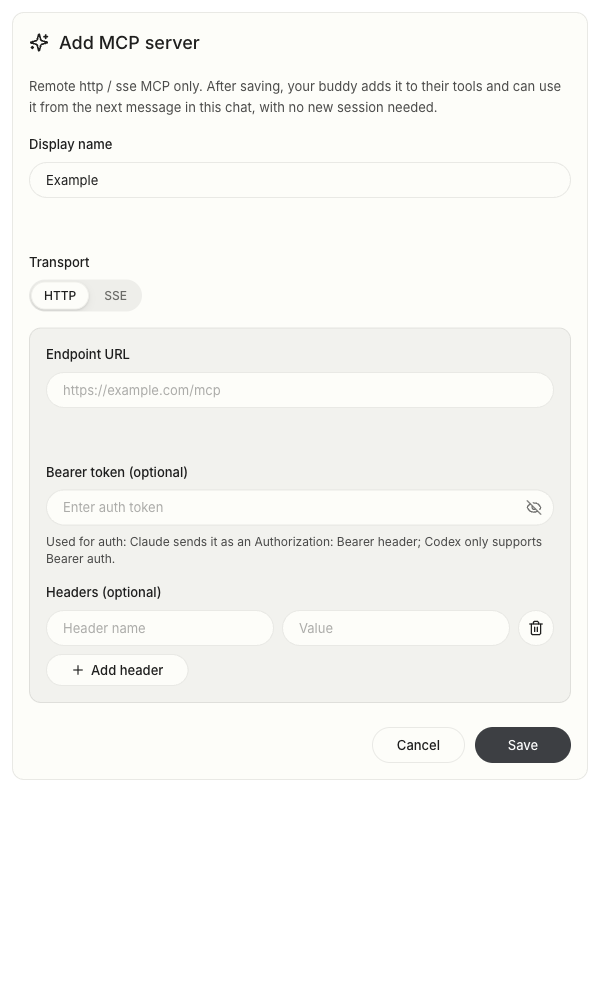 Add MCP server
Remote http / sse MCP only. After saving, your buddy adds it to their tools and can use
it from the next message in this chat, with no new session needed.
Display name
Example
Transport
HTTP SSE
Endpoint URL
https://example.com/mcp
Bearer token (optional)
Enter auth token
Used for auth: Claude sends it as an Authorization: Bearer header; Codex only supports
Bearer auth.
Headers (optional)
Header name Value
Add header
Cancel Save